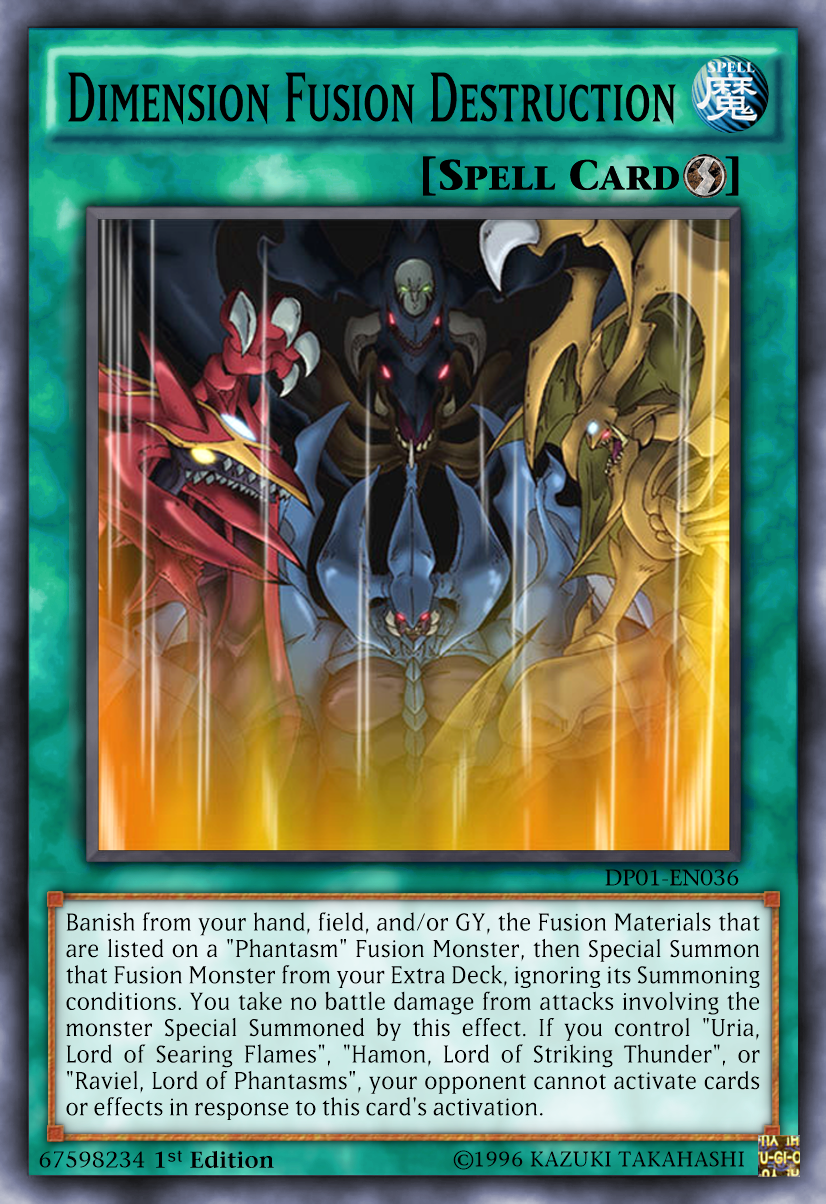 DIMENSION FUSION DESTRUCTION
SPELL
魔
[SPELL CARD]
DP01-EN036
Banish from your hand, field, and/or GY, the Fusion Materials that
are listed on a "Phantasm" Fusion Monster, then Special Summon
that Fusion Monster from your Extra Deck, ignoring its Summoning
conditions. You take no battle damage from attacks involving the
monster Special Summoned by this effect. If you control "Uria,
Lord of Searing Flames", "Hamon, Lord of Striking Thunder", or
"Raviel, Lord of Phantasms", your opponent cannot activate cards
or effects in response to this card's activation.
67598234 1st Edition
©1996 KAZUKI TAKAHASHI
YU-GI-O